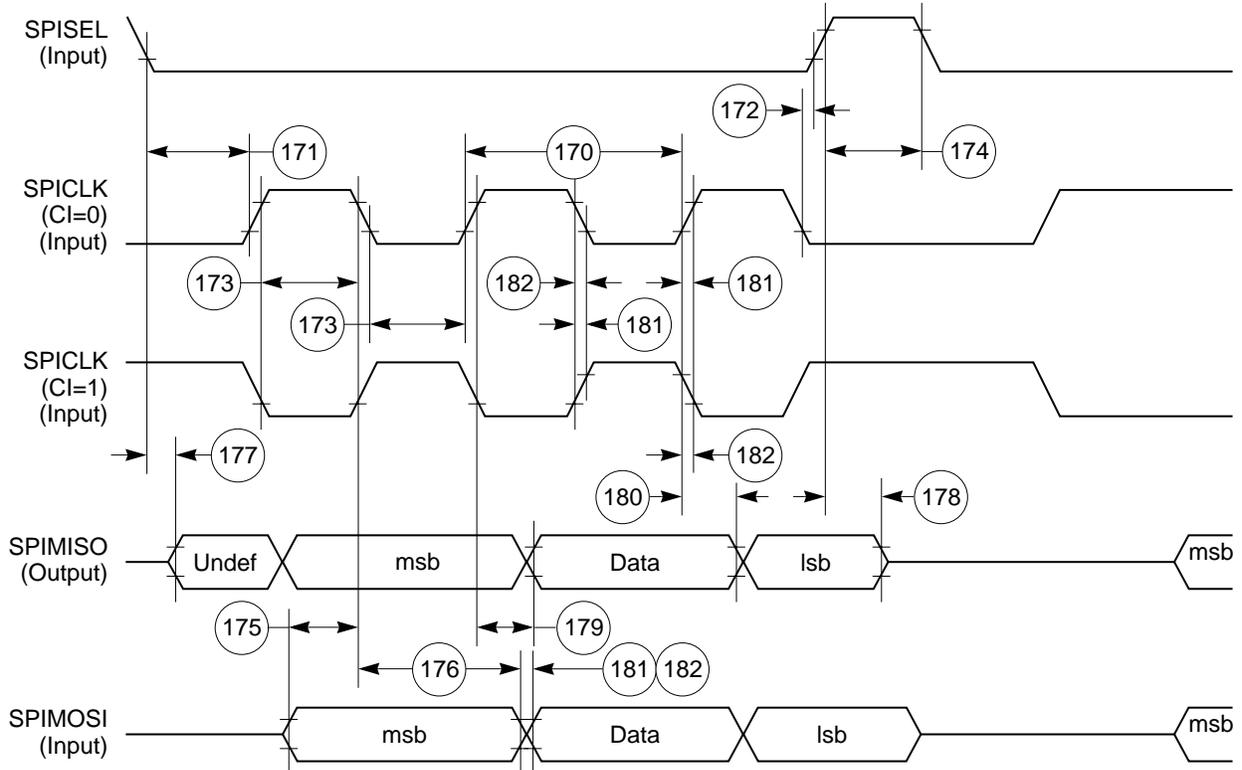 SPISEL
(Input)
172
171
170
174
SPICLK
(CI=0)
(Input)
173
182
181
173
181
SPICLK
(CI=1)
(Input)
177
182
180
178
SPIMISO
(Output)
Undef
msb
Data
lsb
msb
175
179
176
181 182
SPIMOSI
(Input)
msb
Data
lsb
msb